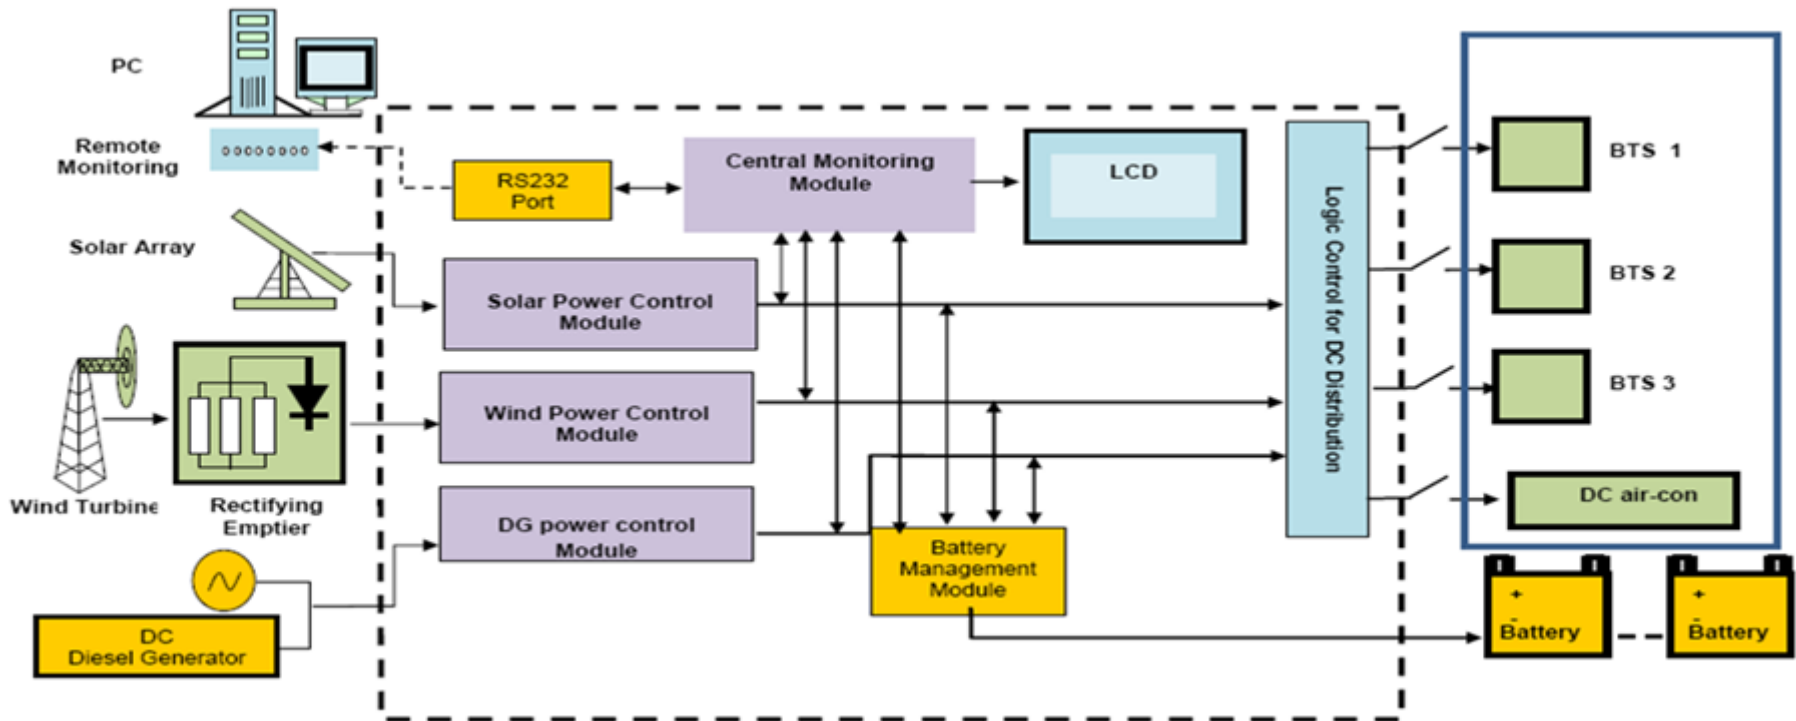 PC
Remote
Monitoring
RS232
Port
Central Monitoring
Module
LCD
Solar Array
Solar Power Control
Module
Wind Power Control
Module
Wind Turbine
Rectifying
Emptier
DG power control
Module
DC
Diesel Generator
Battery
Management
Module
Logic Control for DC Distribution
BTS 1
BTS 2
BTS 3
DC air-con
+
-
Battery
+
-
Battery